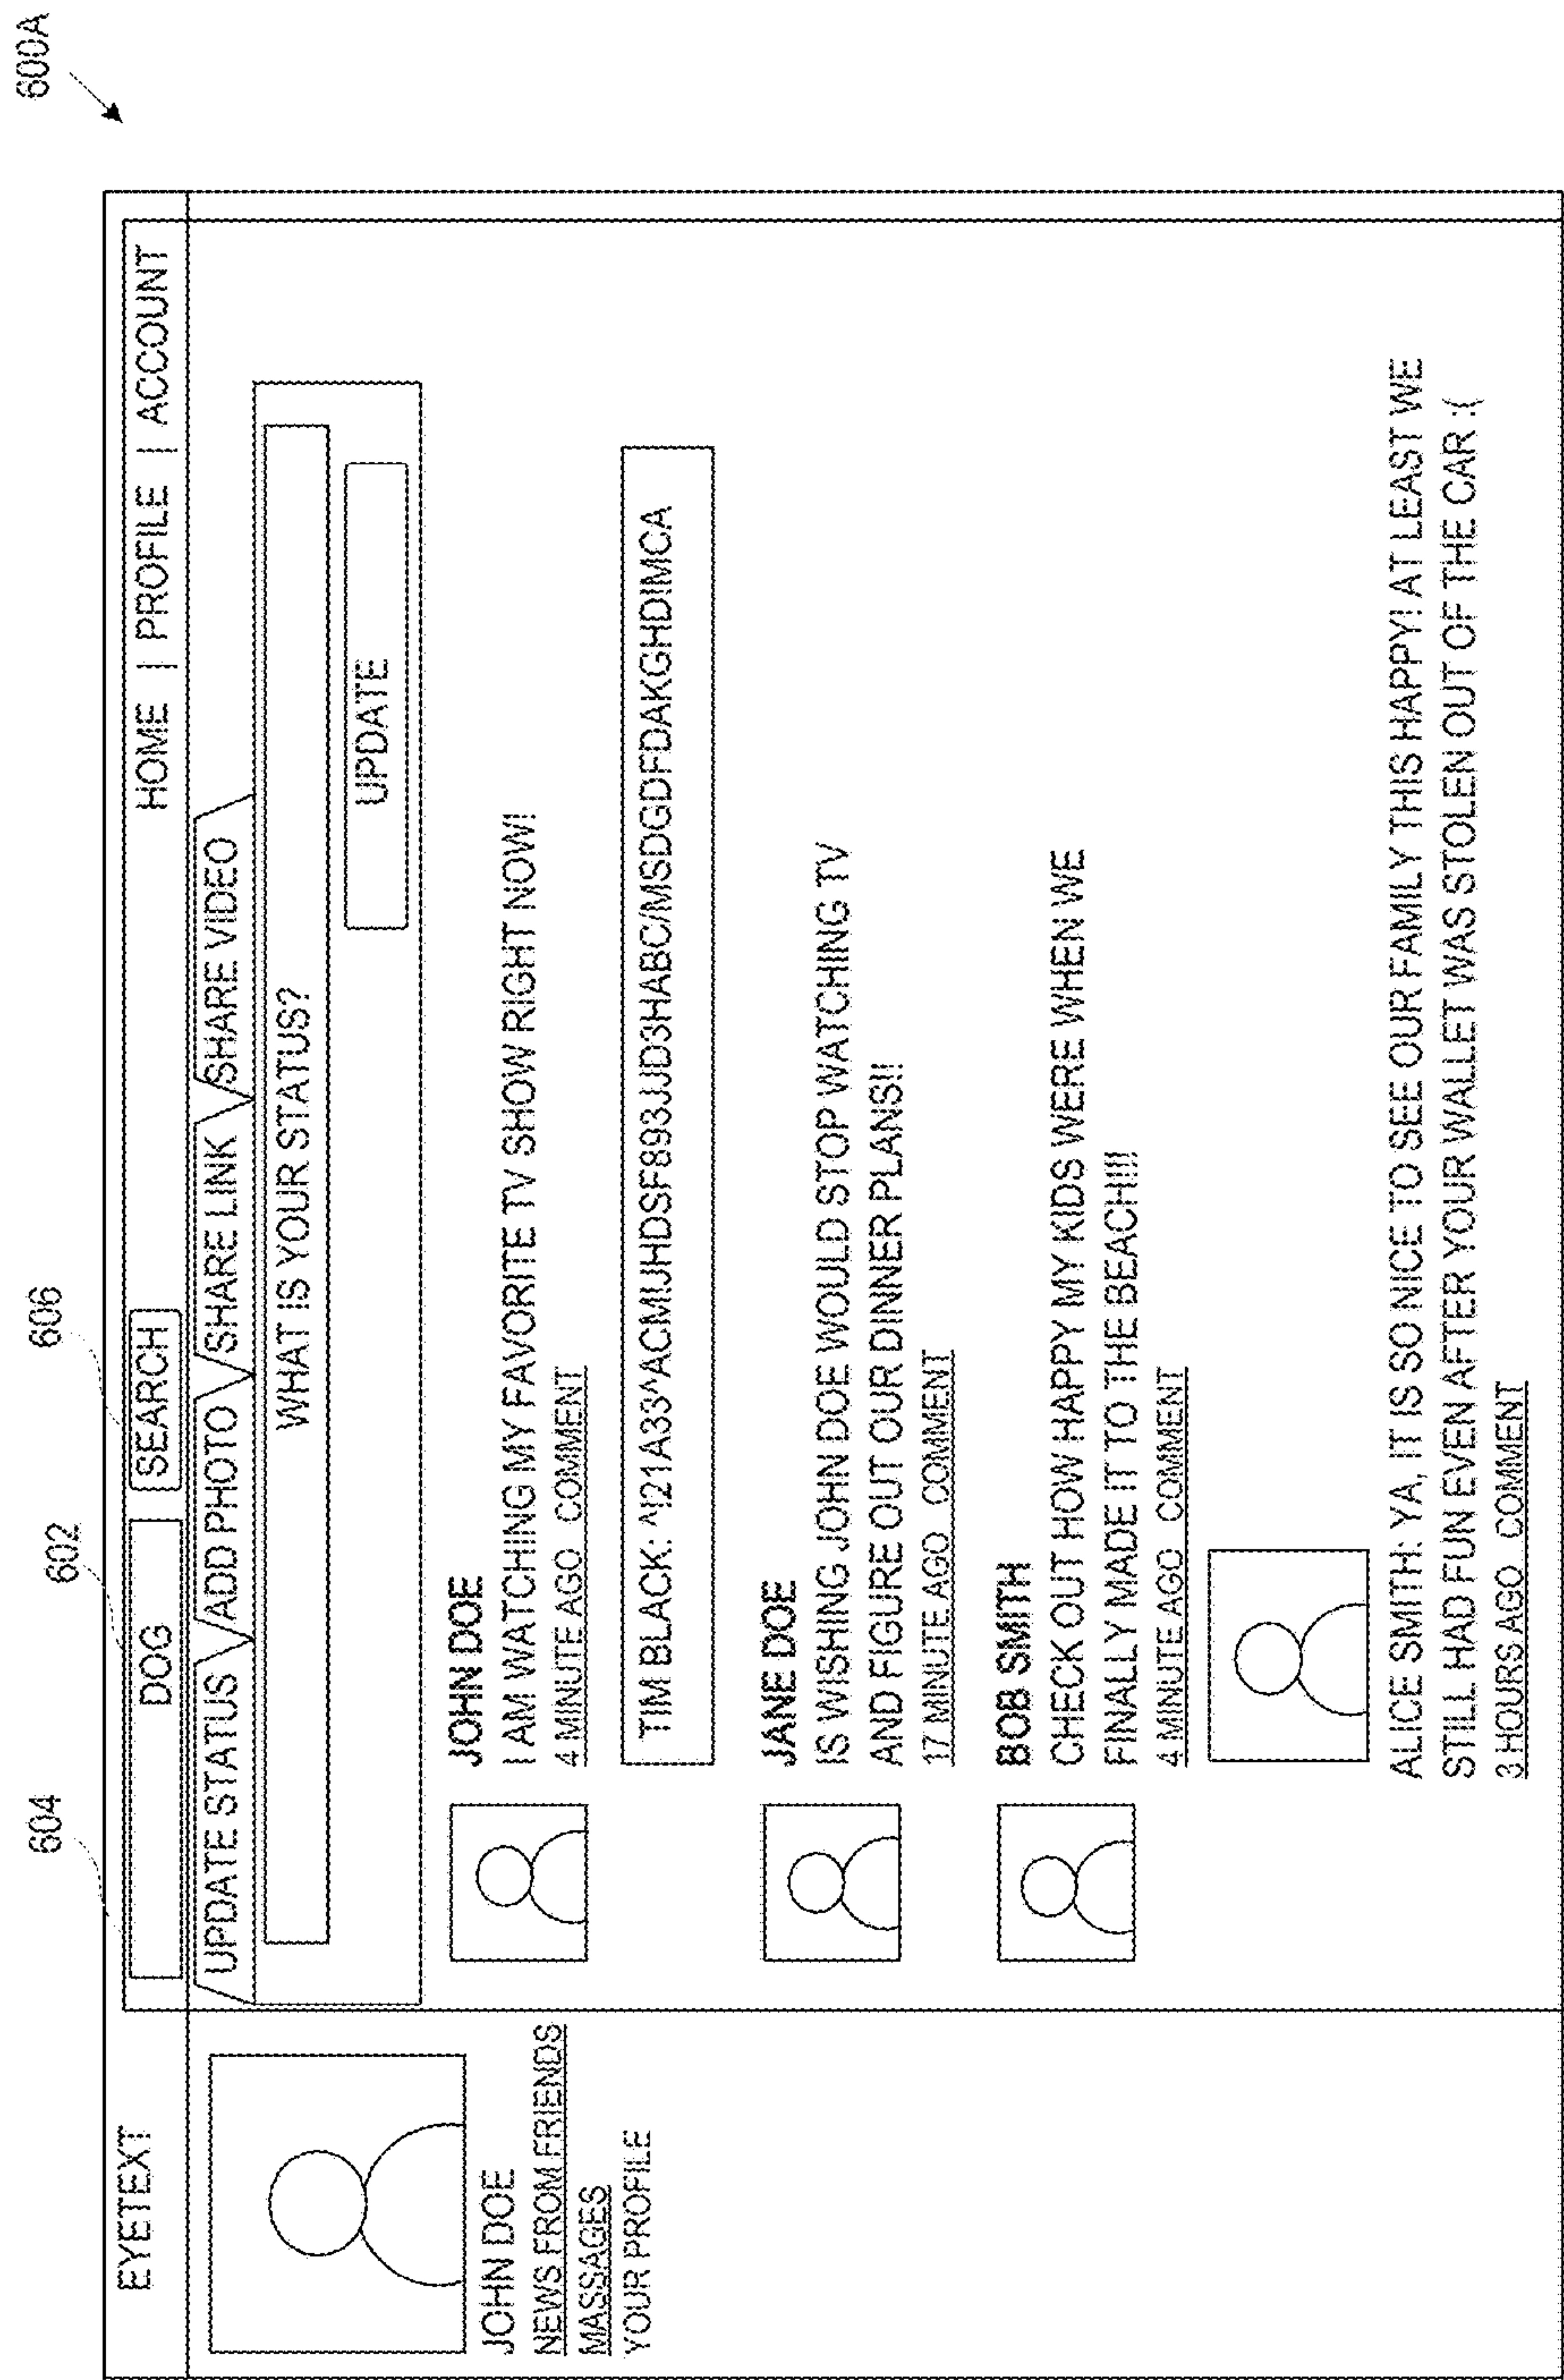 600A
604
602
606
EYETEXT
DOG
SEARCH
HOME | PROFILE | ACCOUNT
UPDATE STATUS
ADD PHOTO
SHARE LINK
SHARE VIDEO
WHAT IS YOUR STATUS?
UPDATE
JOHN DOE
NEWS FROM FRIENDS
MASSAGES
YOUR PROFILE
JOHN DOE
I AM WATCHING MY FAVORITE TV SHOW RIGHT NOW!
4 MINUTE AGO COMMENT
TIM BLACK: ^!21A33^ACMIJHDSF893JJD3HABC/MSDGDFDAKGHDIMCA
JANE DOE
IS WISHING JOHN DOE WOULD STOP WATCHING TV
AND FIGURE OUT OUR DINNER PLANS!!
17 MINUTE AGO COMMENT
BOB SMITH
CHECK OUT HOW HAPPY MY KIDS WERE WHEN WE
FINALLY MADE IT TO THE BEACH!!!!
4 MINUTE AGO COMMENT
ALICE SMITH: YA, IT IS SO NICE TO SEE OUR FAMILY THIS HAPPY! AT LEAST WE
STILL HAD FUN EVEN AFTER YOUR WALLET WAS STOLEN OUT OF THE CAR :(
3 HOURS AGO COMMENT